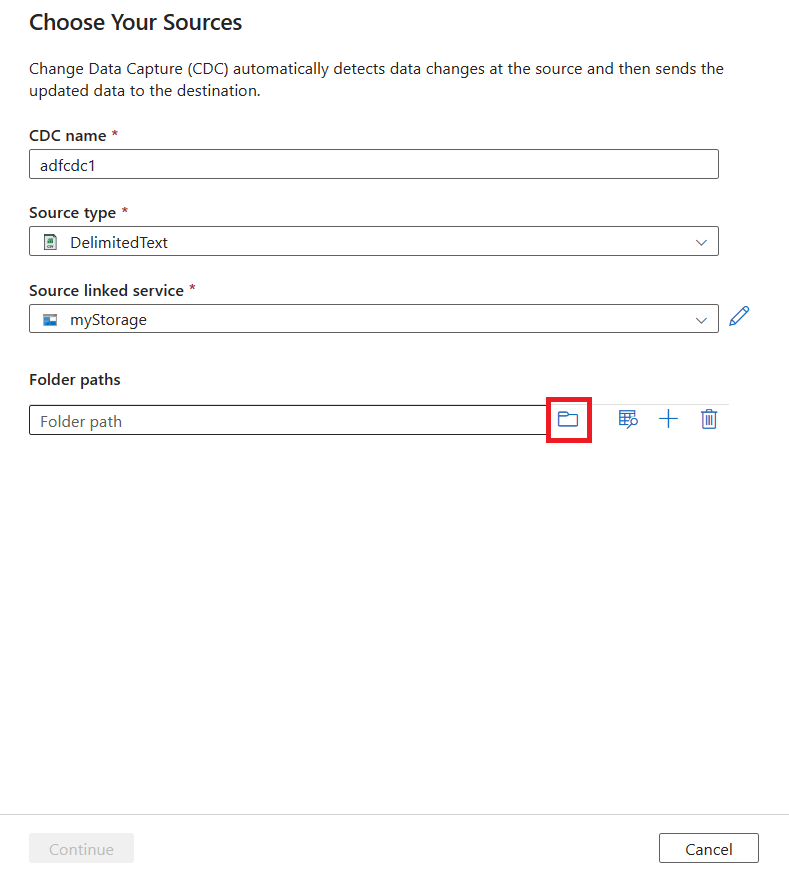 Choose Your Sources
Change Data Capture (CDC) automatically detects data changes at the source and then sends the
updated data to the destination.
CDC name *
adfcdc1
Source type *
DelimitedText
Source linked service *
myStorage
Folder paths
Folder path
Continue
Cancel